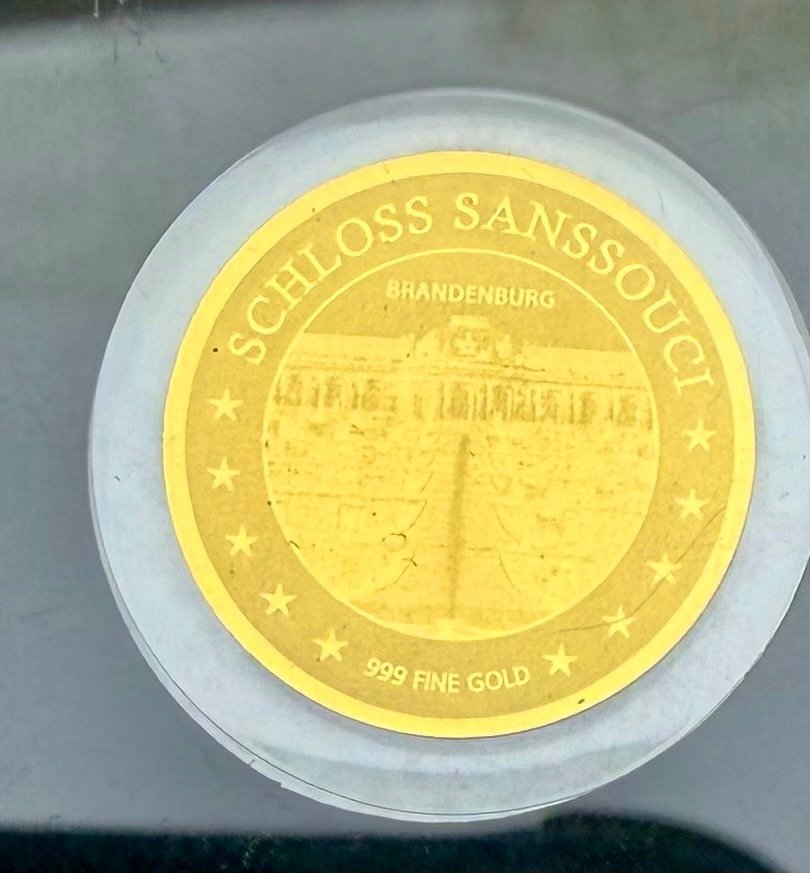 SCHLOSS SANSSOUCI
BRANDENBURG
999 FINE GOLD